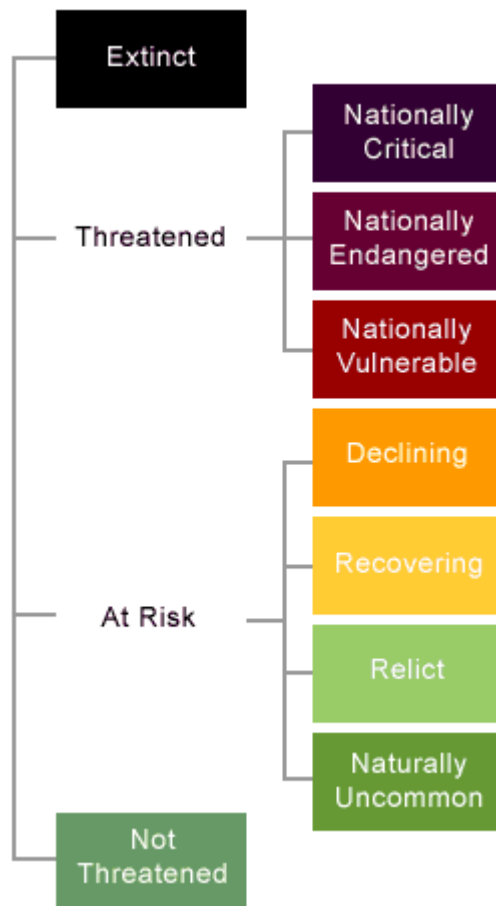 Extinct
Threatened
Nationally
Critical
Nationally
Endangered
Nationally
Vulnerable
At Risk
Declining
Recovering
Relict
Naturally
Uncommon
Not
Threatened